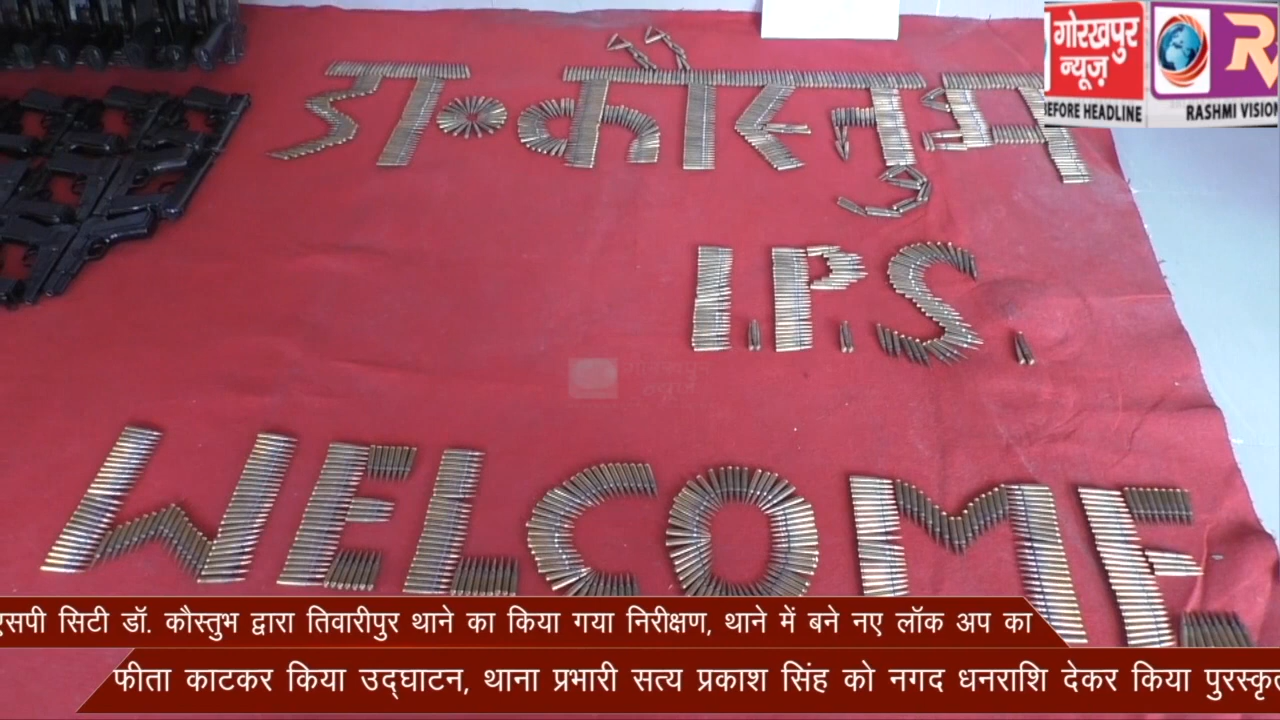 डा॰ कौस्तुभ
I.P.S.
WELCOME
गोरखपुर
न्यूज़
BEFORE HEADLINE
R
RASHMI VISION
गोरखपुर
न्यूज़
एसपी सिटी डॉ. कौस्तुभ द्वारा तिवारीपुर थाने का किया गया निरीक्षण, थाने में बने नए लॉक अप का
फीता काटकर किया उद्घाटन, थाना प्रभारी सत्य प्रकाश सिंह को नगद धनराशि देकर किया पुरस्कृत